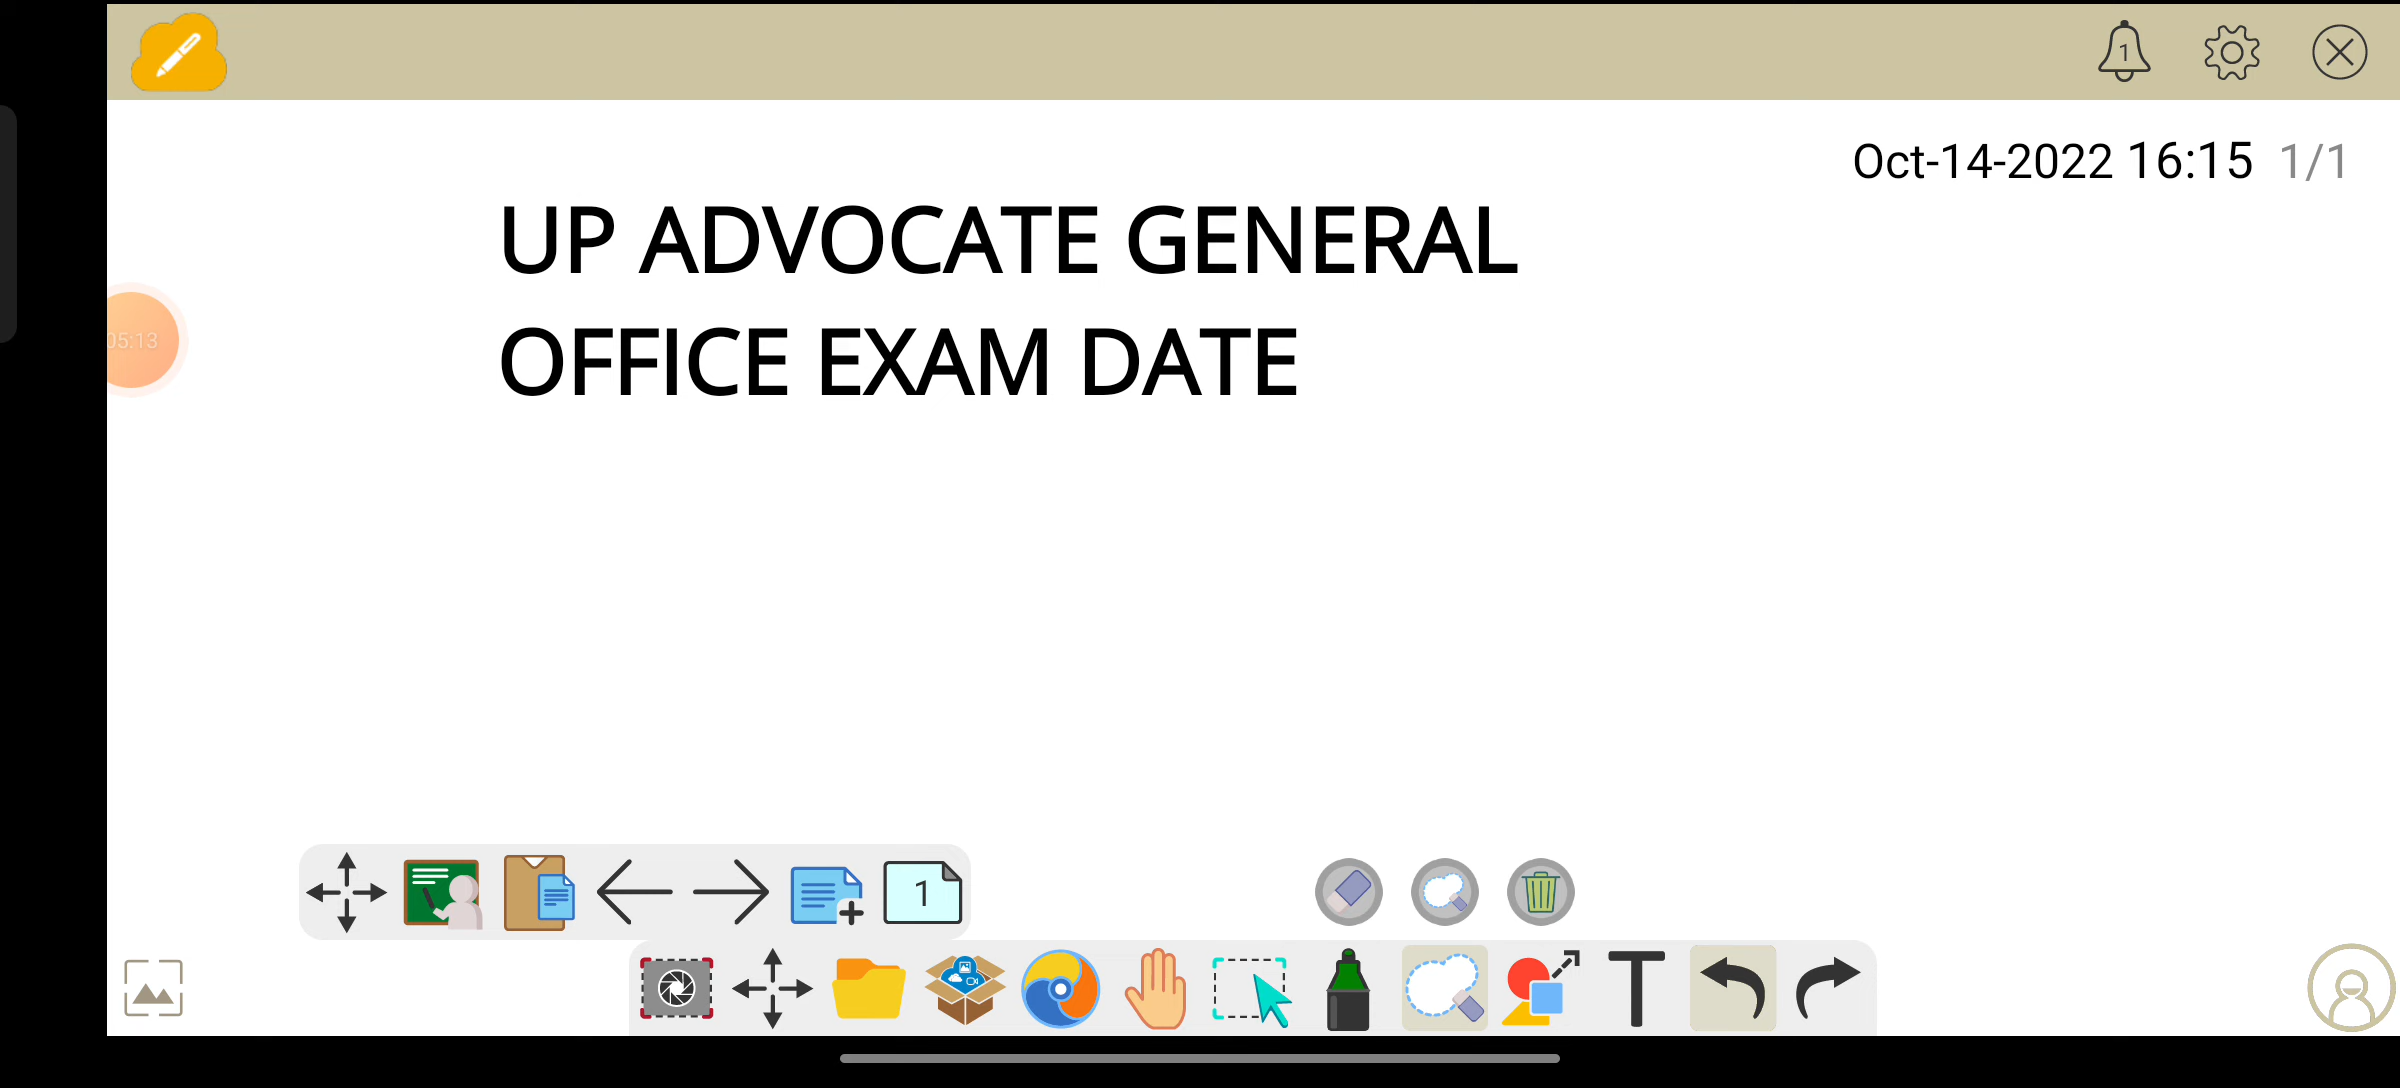 1
Oct-14-2022 16:15 1/1
UP ADVOCATE GENERAL
OFFICE EXAM DATE
05:13
1